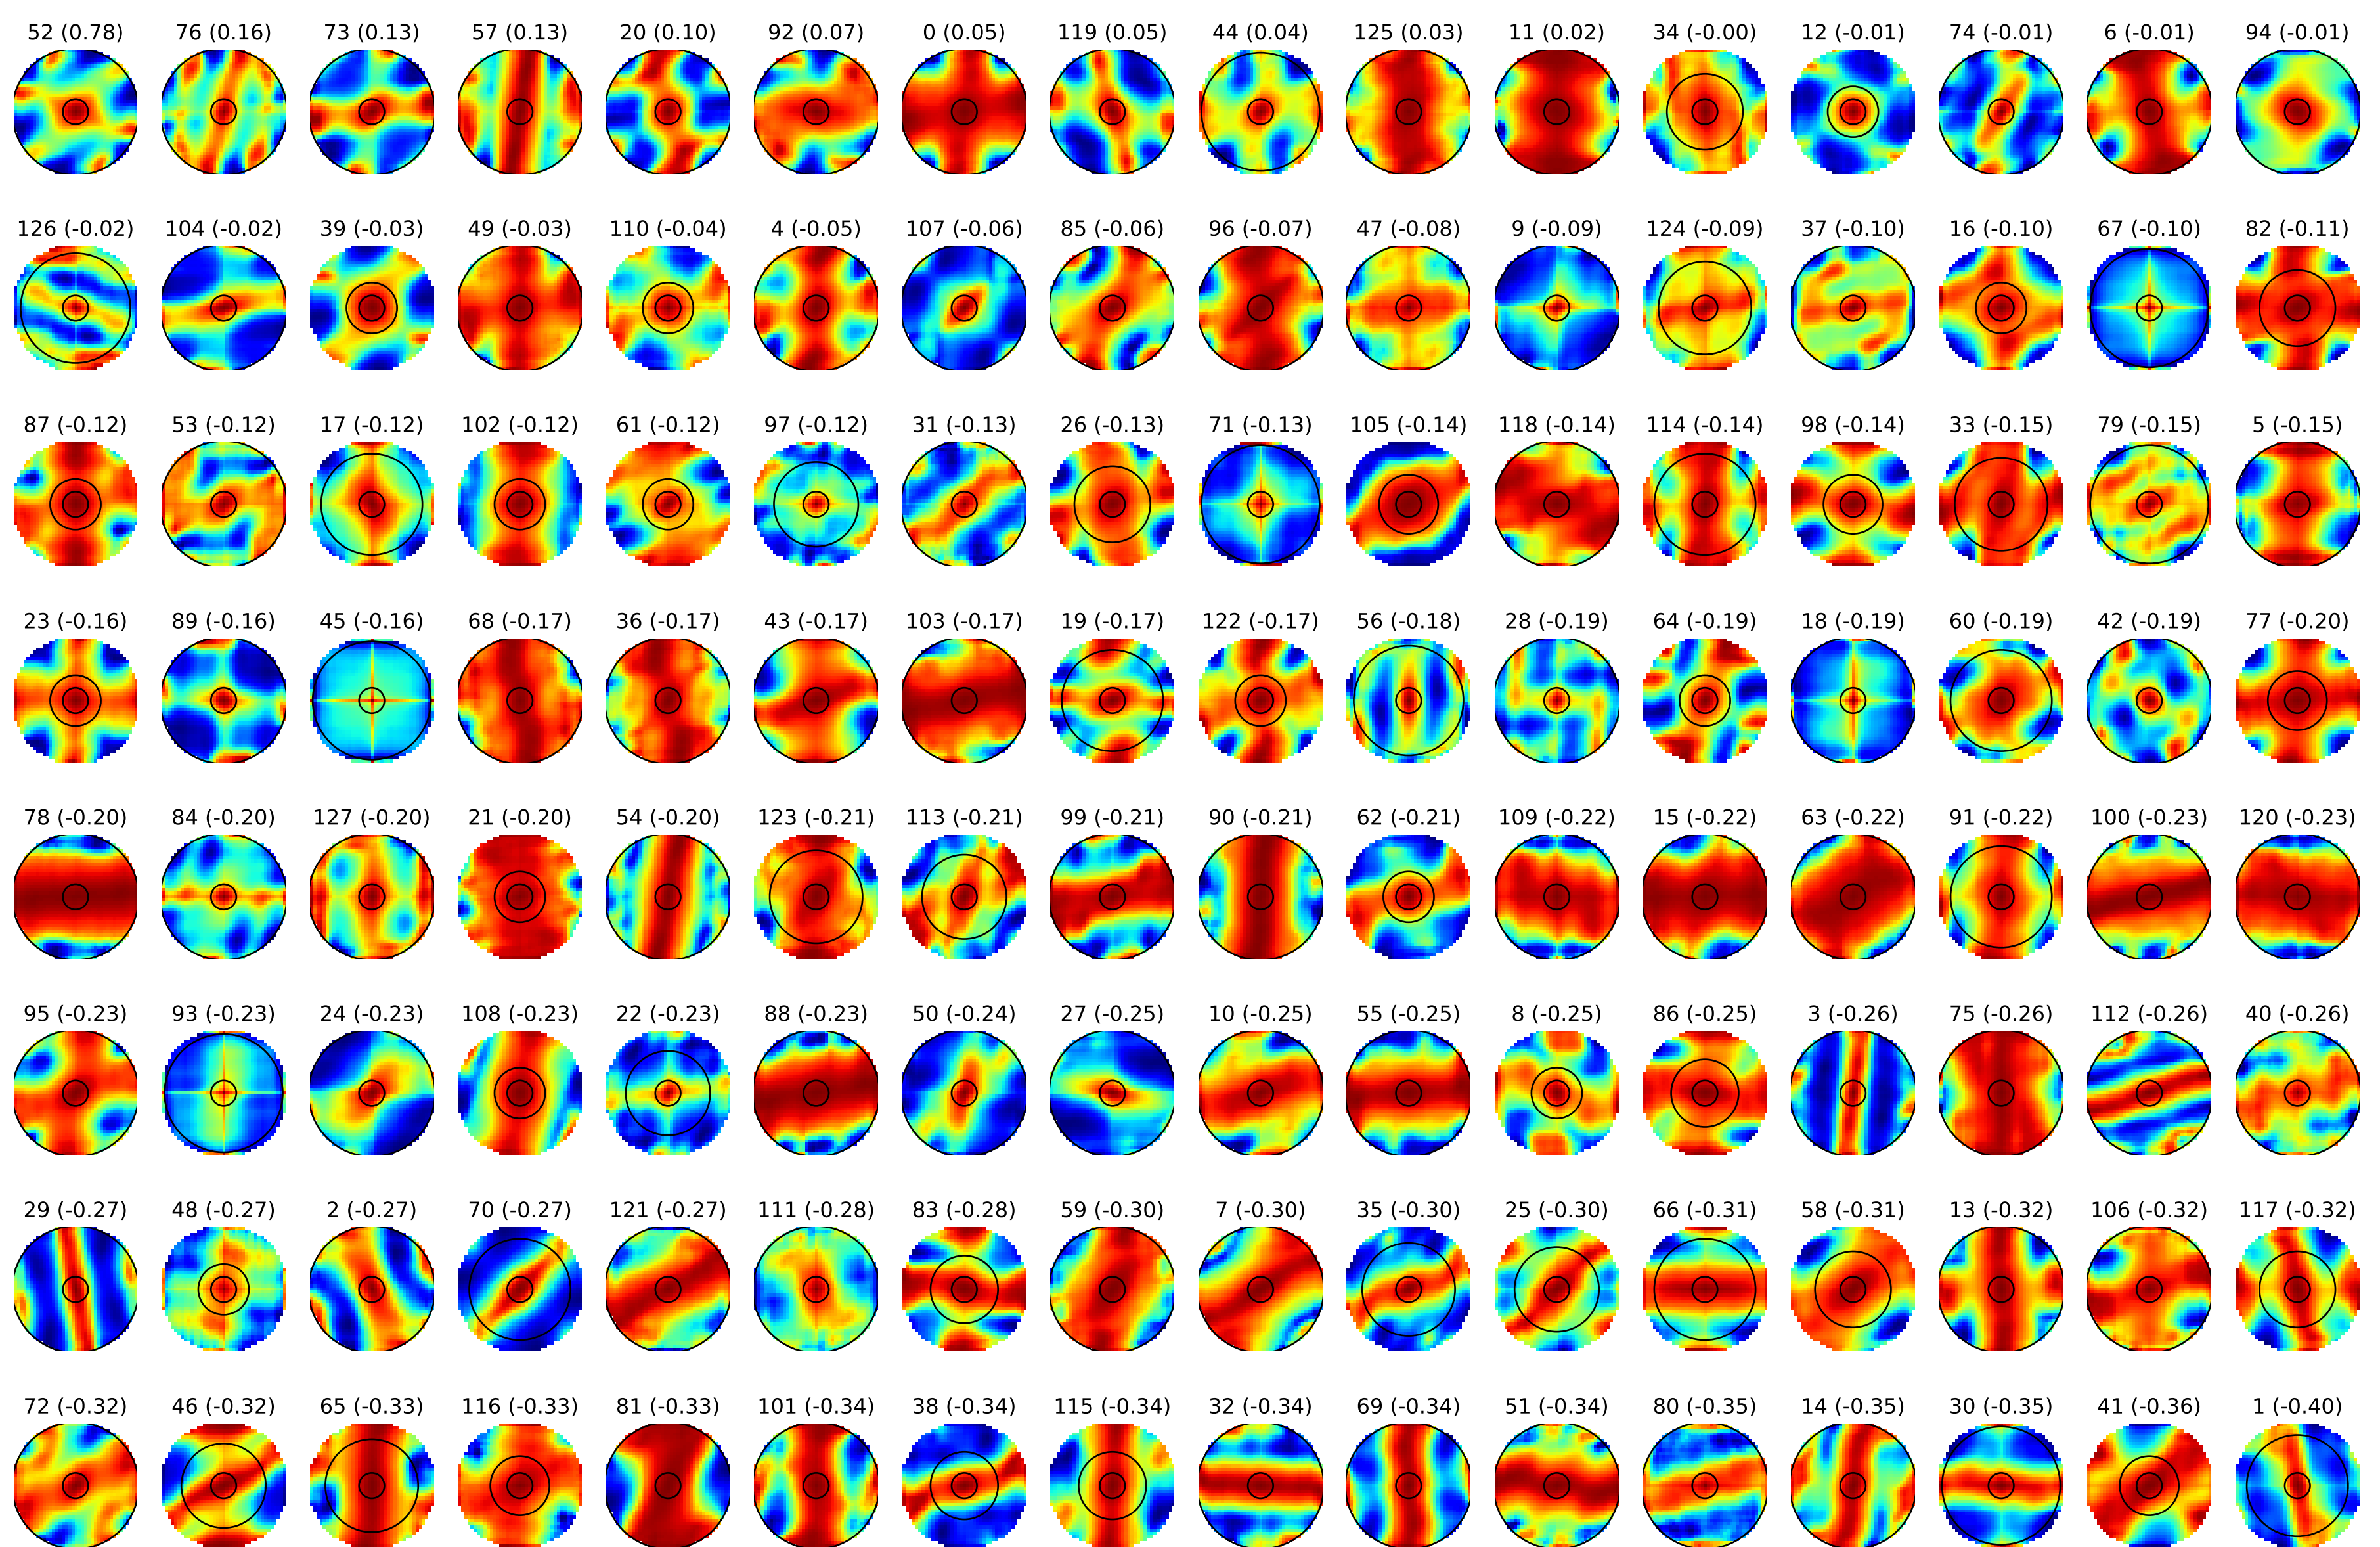 52 (0.78) 76 (0.16) 73 (0.13) 57 (0.13) 20 (0.10) 92 (0.07) 0 (0.05) 119 (0.05) 44 (0.04) 125 (0.03) 11 (0.02) 34 (-0.00) 12 (-0.01) 74 (-0.01) 6 (-0.01) 94 (-0.01)
126 (-0.02) 104 (-0.02) 39 (-0.03) 49 (-0.03) 110 (-0.04) 4 (-0.05) 107 (-0.06) 85 (-0.06) 96 (-0.07) 47 (-0.08) 9 (-0.09) 124 (-0.09) 37 (-0.10) 16 (-0.10) 67 (-0.10) 82 (-0.11)
87 (-0.12) 53 (-0.12) 17 (-0.12) 102 (-0.12) 61 (-0.12) 97 (-0.12) 31 (-0.13) 26 (-0.13) 71 (-0.13) 105 (-0.14) 118 (-0.14) 114 (-0.14) 98 (-0.14) 33 (-0.15) 79 (-0.15) 5 (-0.15)
23 (-0.16) 89 (-0.16) 45 (-0.16) 68 (-0.17) 36 (-0.17) 43 (-0.17) 103 (-0.17) 19 (-0.17) 122 (-0.17) 56 (-0.18) 28 (-0.19) 64 (-0.19) 18 (-0.19) 60 (-0.19) 42 (-0.19) 77 (-0.20)
78 (-0.20) 84 (-0.20) 127 (-0.20) 21 (-0.20) 54 (-0.20) 123 (-0.21) 113 (-0.21) 99 (-0.21) 90 (-0.21) 62 (-0.21) 109 (-0.22) 15 (-0.22) 63 (-0.22) 91 (-0.22) 100 (-0.23) 120 (-0.23)
95 (-0.23) 93 (-0.23) 24 (-0.23) 108 (-0.23) 22 (-0.23) 88 (-0.23) 50 (-0.24) 27 (-0.25) 10 (-0.25) 55 (-0.25) 8 (-0.25) 86 (-0.25) 3 (-0.26) 75 (-0.26) 112 (-0.26) 40 (-0.26)
29 (-0.27) 48 (-0.27) 2 (-0.27) 70 (-0.27) 121 (-0.27) 111 (-0.28) 83 (-0.28) 59 (-0.30) 7 (-0.30) 35 (-0.30) 25 (-0.30) 66 (-0.31) 58 (-0.31) 13 (-0.32) 106 (-0.32) 117 (-0.32)
72 (-0.32) 46 (-0.32) 65 (-0.33) 116 (-0.33) 81 (-0.33) 101 (-0.34) 38 (-0.34) 115 (-0.34) 32 (-0.34) 69 (-0.34) 51 (-0.34) 80 (-0.35) 14 (-0.35) 30 (-0.35) 41 (-0.36) 1 (-0.40)